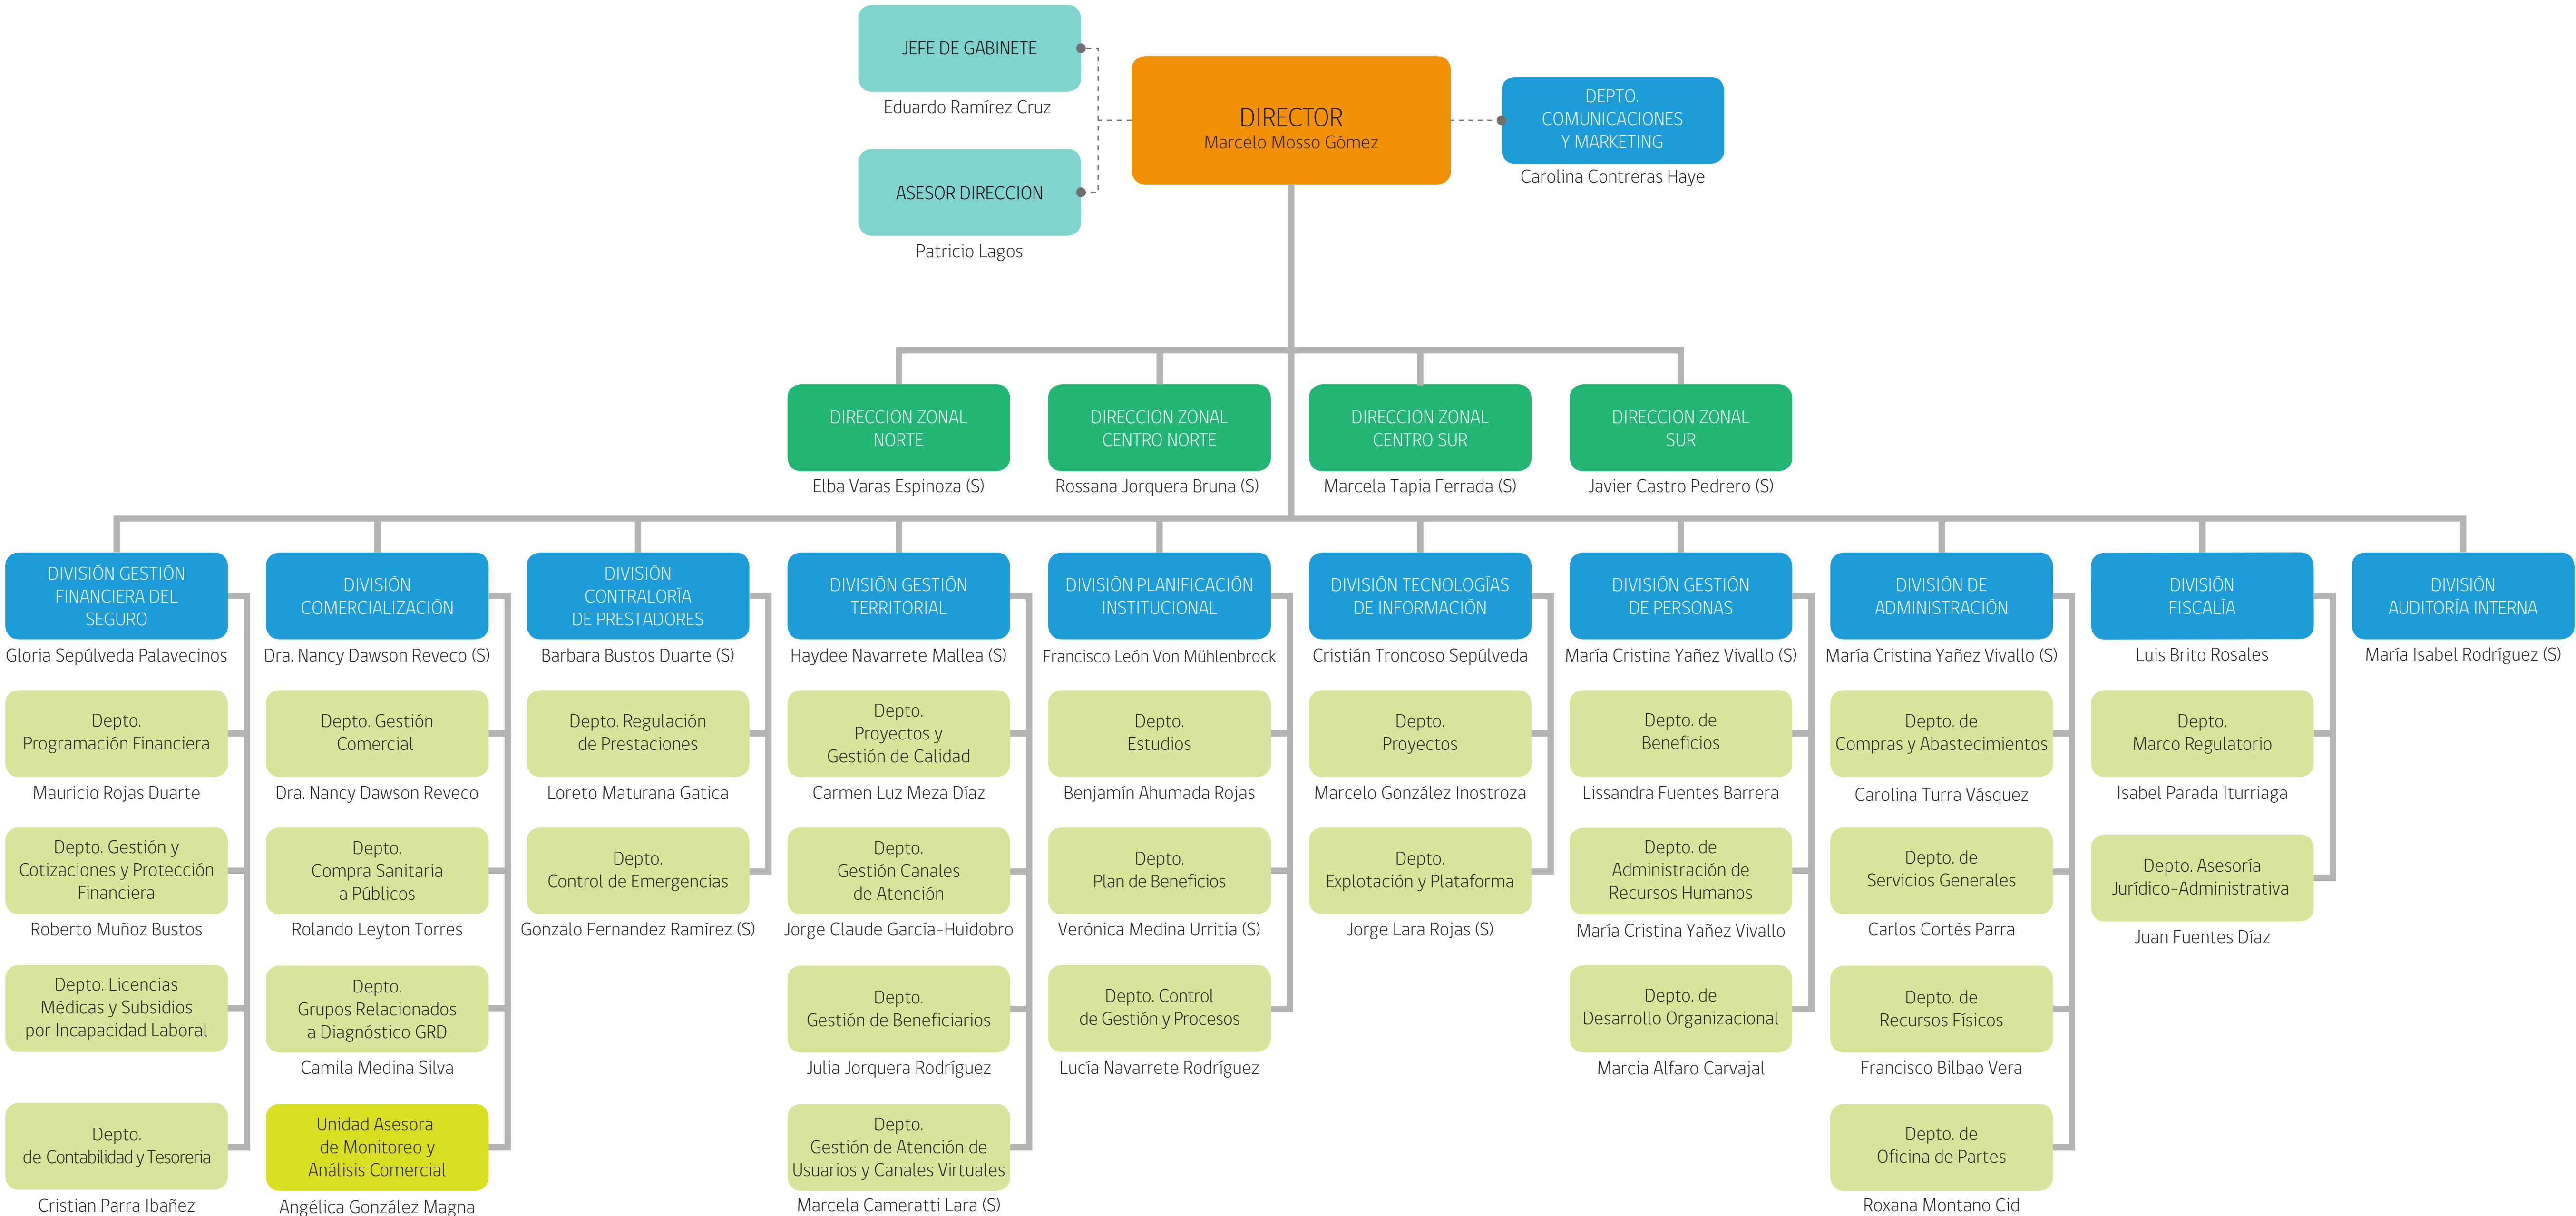 JEFE DE GABINETE
Eduardo Ramírez Cruz
ASESOR DIRECCIÓN
Patricio Lagos
DIRECTOR
Marcelo Mosso Gómez
DEPTO.
COMUNICACIONES
Y MARKETING
Carolina Contreras Haye
DIRECCIÓN ZONAL
NORTE
Elba Varas Espinoza (S)
DIRECCIÓN ZONAL
CENTRO NORTE
Rossana Jorquera Bruna (S)
DIRECCIÓN ZONAL
CENTRO SUR
Marcela Tapia Ferrada (S)
DIRECCIÓN ZONAL
SUR
Javier Castro Pedrero (S)
DIVISIÓN GESTIÓN
FINANCIERA DEL
SEGURO
Gloria Sepúlveda Palavecinos
Depto.
Programación Financiera
Mauricio Rojas Duarte
Depto. Gestión y
Cotizaciones y Protección
Financiera
Roberto Muñoz Bustos
Depto. Licencias
Médicas y Subsidios
por Incapacidad Laboral
Depto.
de Contabilidad y Tesoreria
Cristian Parra Ibañez
DIVISIÓN
COMERCIALIZACIÓN
Dra. Nancy Dawson Reveco (S)
Depto. Gestión
Comercial
Dra. Nancy Dawson Reveco
Depto.
Compra Sanitaria
a Públicos
Rolando Leyton Torres
Depto.
Grupos Relacionados
a Diagnóstico GRD
Camila Medina Silva
Unidad Asesora
de Monitoreo y
Análisis Comercial
Angélica González Magna
DIVISIÓN
CONTRALORÍA
DE PRESTADORES
Barbara Bustos Duarte (S)
Depto. Regulación
de Prestaciones
Loreto Maturana Gatica
Depto.
Control de Emergencias
Gonzalo Fernandez Ramírez (S)
DIVISIÓN GESTIÓN
TERRITORIAL
Haydee Navarrete Mallea (S)
Depto.
Proyectos y
Gestión de Calidad
Carmen Luz Meza Díaz
Depto.
Gestión Canales
de Atención
Jorge Claude García-Huidobro
Depto.
Gestión de Beneficiarios
Julia Jorquera Rodríguez
Depto.
Gestión de Atención de
Usuarios y Canales Virtuales
Marcela Cameratti Lara (S)
DIVISIÓN PLANIFICACIÓN
INSTITUCIONAL
Francisco León Von Mühlenbrock
Depto.
Estudios
Benjamín Ahumada Rojas
Depto.
Plan de Beneficios
Verónica Medina Urritia (S)
Depto. Control
de Gestión y Procesos
Lucía Navarrete Rodríguez
DIVISIÓN TECNOLOGÍAS
DE INFORMACIÓN
Cristián Troncoso Sepúlveda
Depto.
Proyectos
Marcelo González Inostroza
Depto.
Explotación y Plataforma
Jorge Lara Rojas (S)
DIVISIÓN GESTIÓN
DE PERSONAS
María Cristina Yañez Vivallo (S)
Depto. de
Beneficios
Lissandra Fuentes Barrera
Depto. de
Administración de
Recursos Humanos
María Cristina Yañez Vivallo
Depto. de
Desarrollo Organizacional
Marcia Alfaro Carvajal
DIVISIÓN DE
ADMINISTRACIÓN
María Cristina Yañez Vivallo (S)
Depto. de
Compras y Abastecimientos
Carolina Turra Vásquez
Depto. de
Servicios Generales
Carlos Cortés Parra
Depto. de
Recursos Físicos
Francisco Bilbao Vera
Depto. de
Oficina de Partes
Roxana Montano Cid
DIVISIÓN
FISCALÍA
Luis Brito Rosales
Depto.
Marco Regulatorio
Isabel Parada Iturriaga
Depto. Asesoría
Jurídico-Administrativa
Juan Fuentes Díaz
DIVISIÓN
AUDITORÍA INTERNA
María Isabel Rodríguez (S)